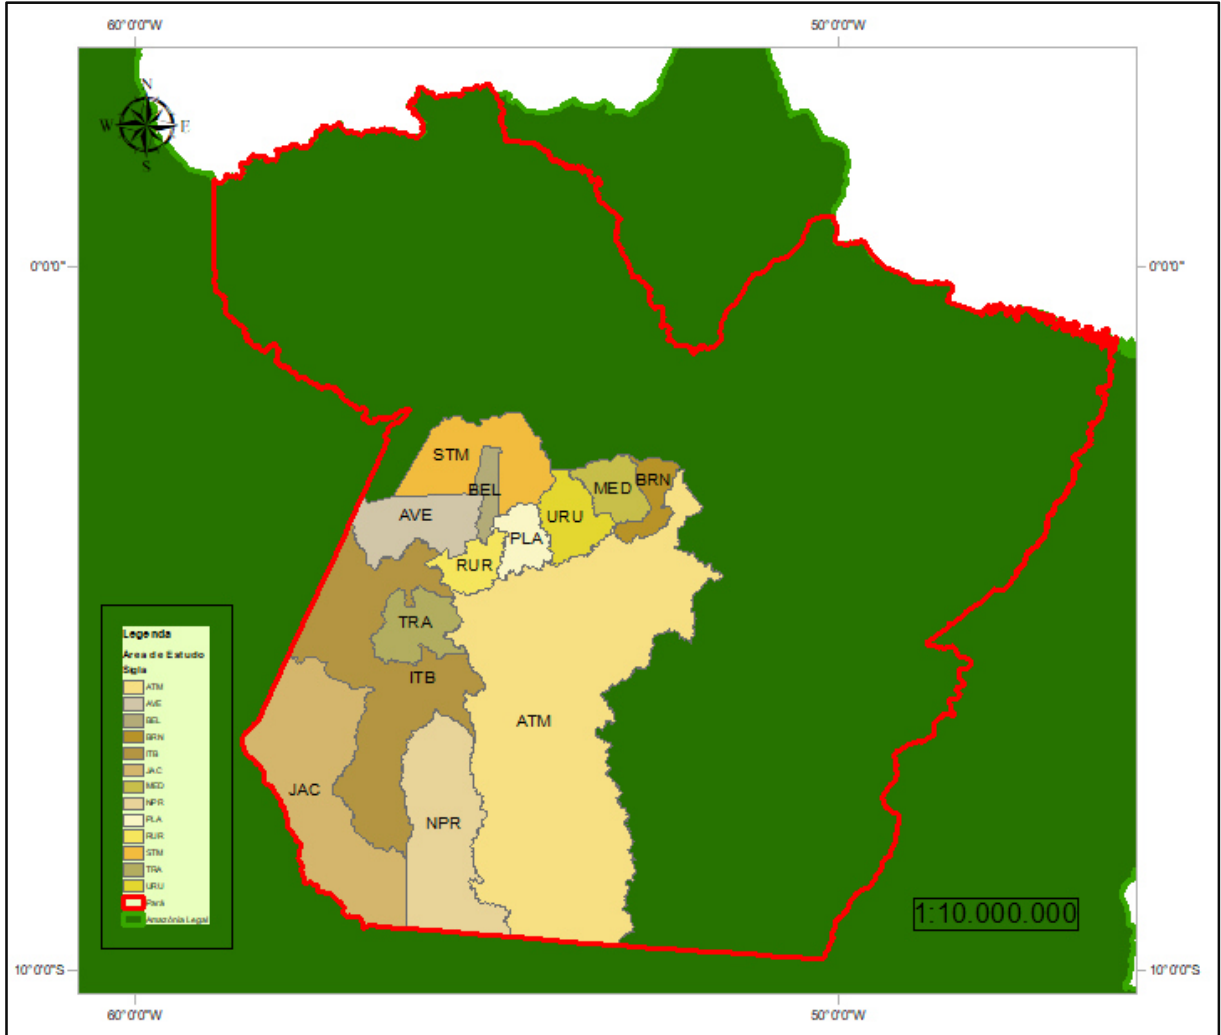 60°0'0"W 50°0'0"W
N
W E
S
0°0'0" 0°0'0"
STM
BEL
MED
BRN
AVE
URU
PLA
RUR
TRA
ITB
ATM
JAC
NPR
Legenda
Área de Estudo
Sigla
ATM
AVE
BEL
BRN
ITB
JAC
MED
NPR
PLA
RUR
STM
TRA
URU
Pará
Amazônia Legal
1:10.000.000
10°0'0"S 10°0'0"S
60°0'0"W 50°0'0"W